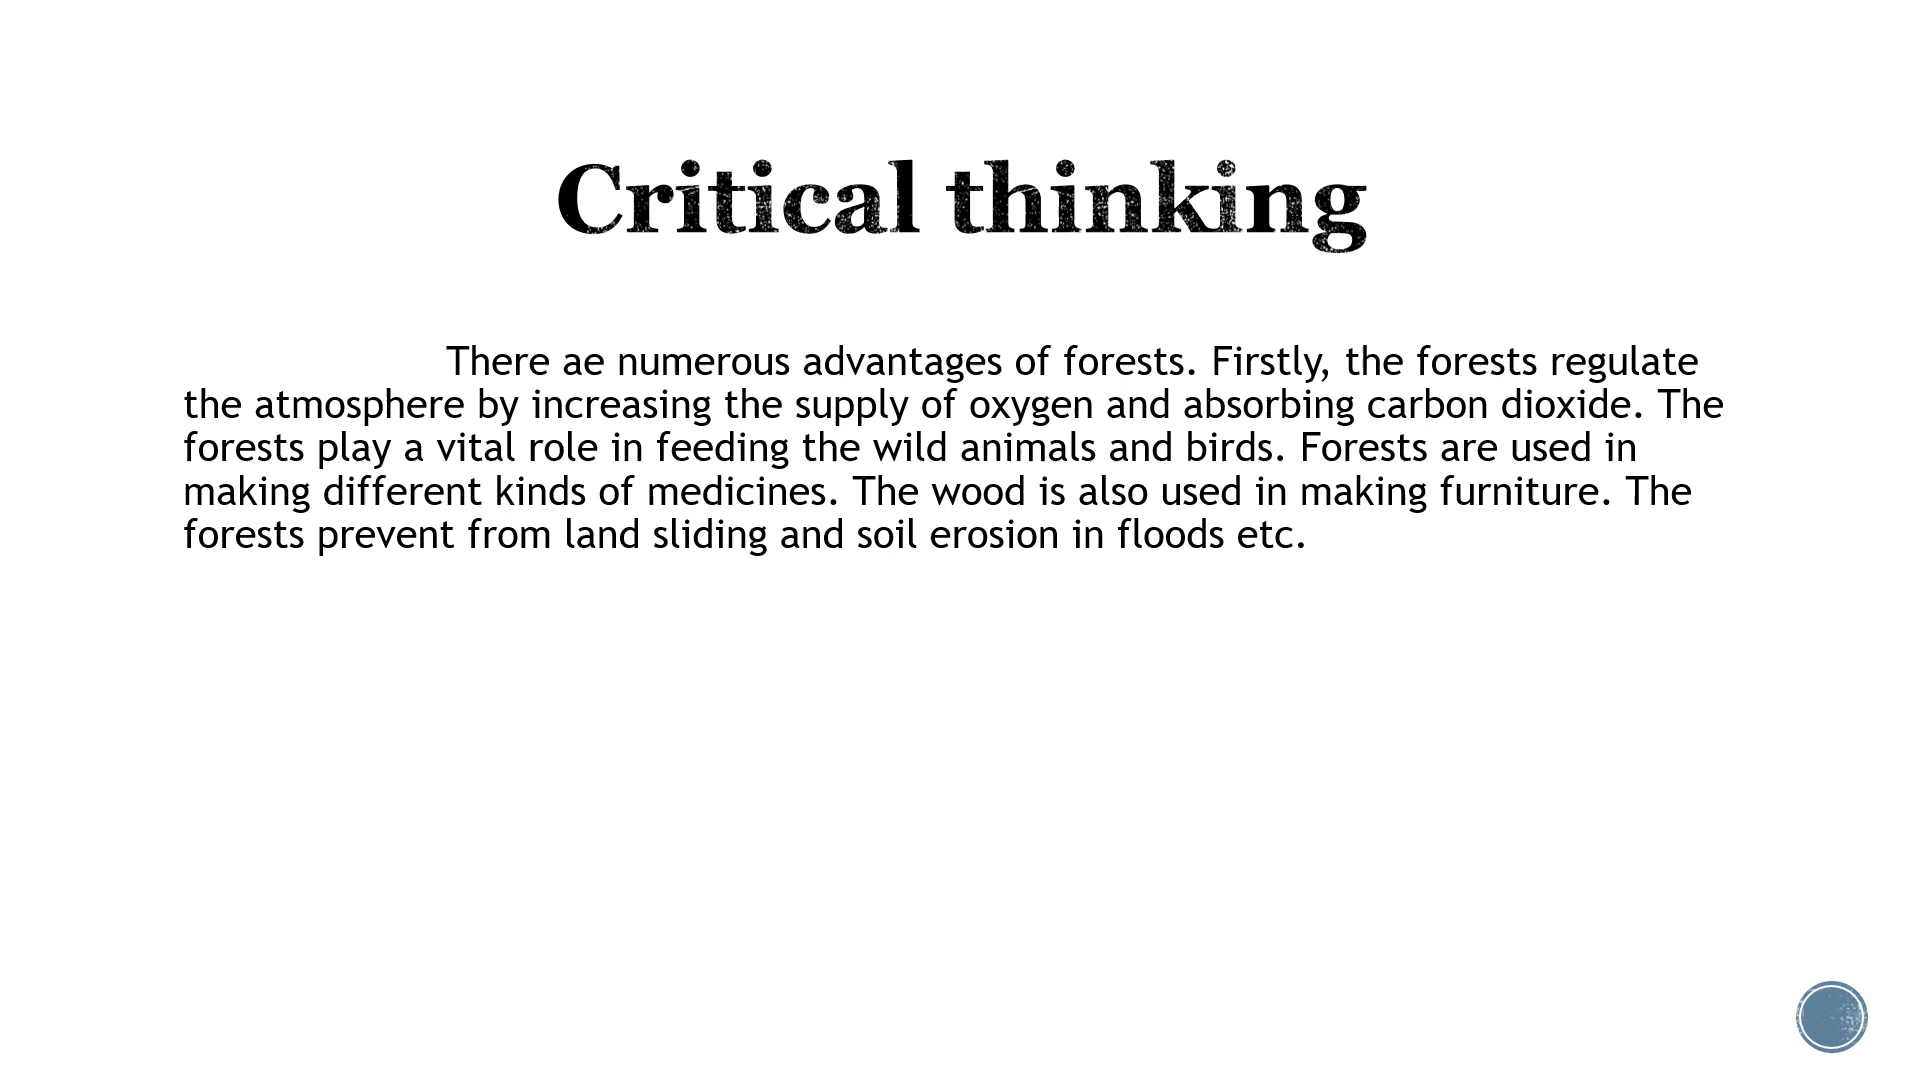 Critical thinking
There ae numerous advantages of forests. Firstly, the forests regulate
the atmosphere by increasing the supply of oxygen and absorbing carbon dioxide. The
forests play a vital role in feeding the wild animals and birds. Forests are used in
making different kinds of medicines. The wood is also used in making furniture. The
forests prevent from land sliding and soil erosion in floods etc.